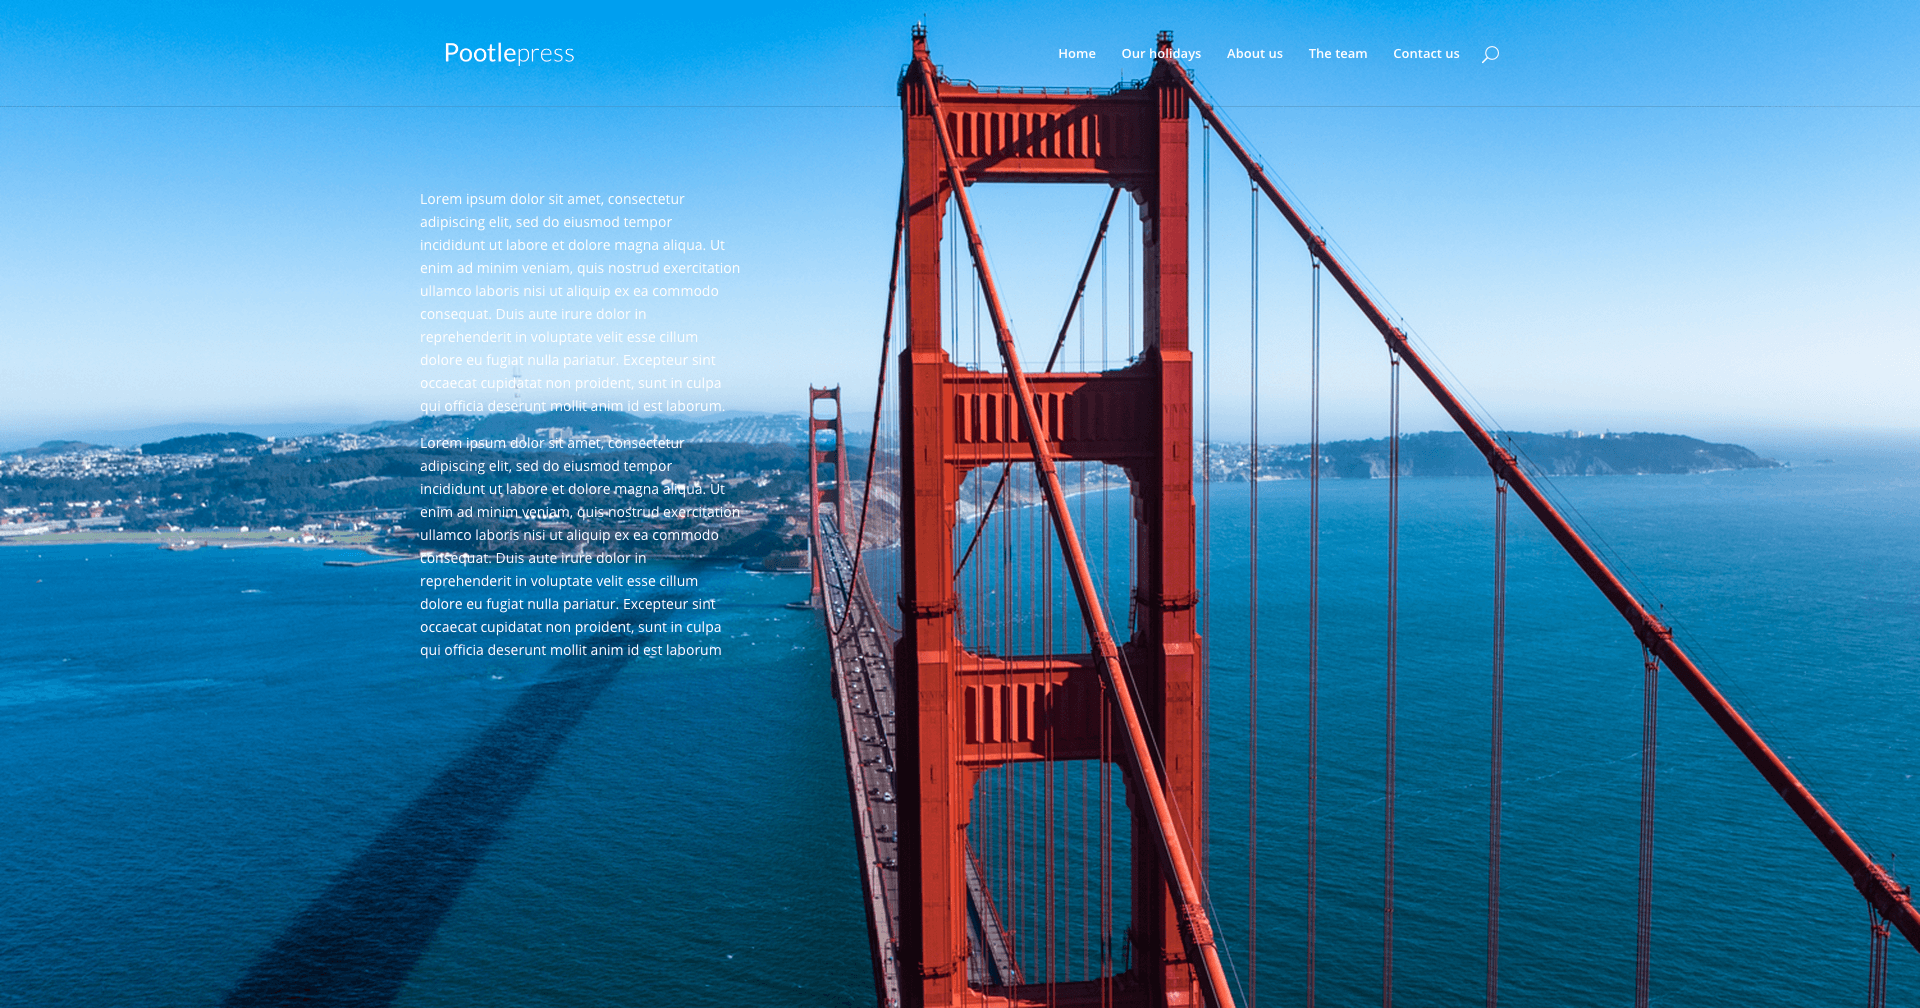 Pootlepress
Home Our holidays About us The team Contact us
Lorem ipsum dolor sit amet, consectetur
adipiscing elit, sed do eiusmod tempor
incididunt ut labore et dolore magna aliqua. Ut
enim ad minim veniam, quis nostrud exercitation
ullamco laboris nisi ut aliquip ex ea commodo
consequat. Duis aute irure dolor in
reprehenderit in voluptate velit esse cillum
dolore eu fugiat nulla pariatur. Excepteur sint
occaecat cupidatat non proident, sunt in culpa
qui officia deserunt mollit anim id est laborum.
Lorem ipsum dolor sit amet, consectetur
adipiscing elit, sed do eiusmod tempor
incididunt ut labore et dolore magna aliqua. Ut
enim ad minim veniam, quis nostrud exercitation
ullamco laboris nisi ut aliquip ex ea commodo
consequat. Duis aute irure dolor in
reprehenderit in voluptate velit esse cillum
dolore eu fugiat nulla pariatur. Excepteur sint
occaecat cupidatat non proident, sunt in culpa
qui officia deserunt mollit anim id est laborum